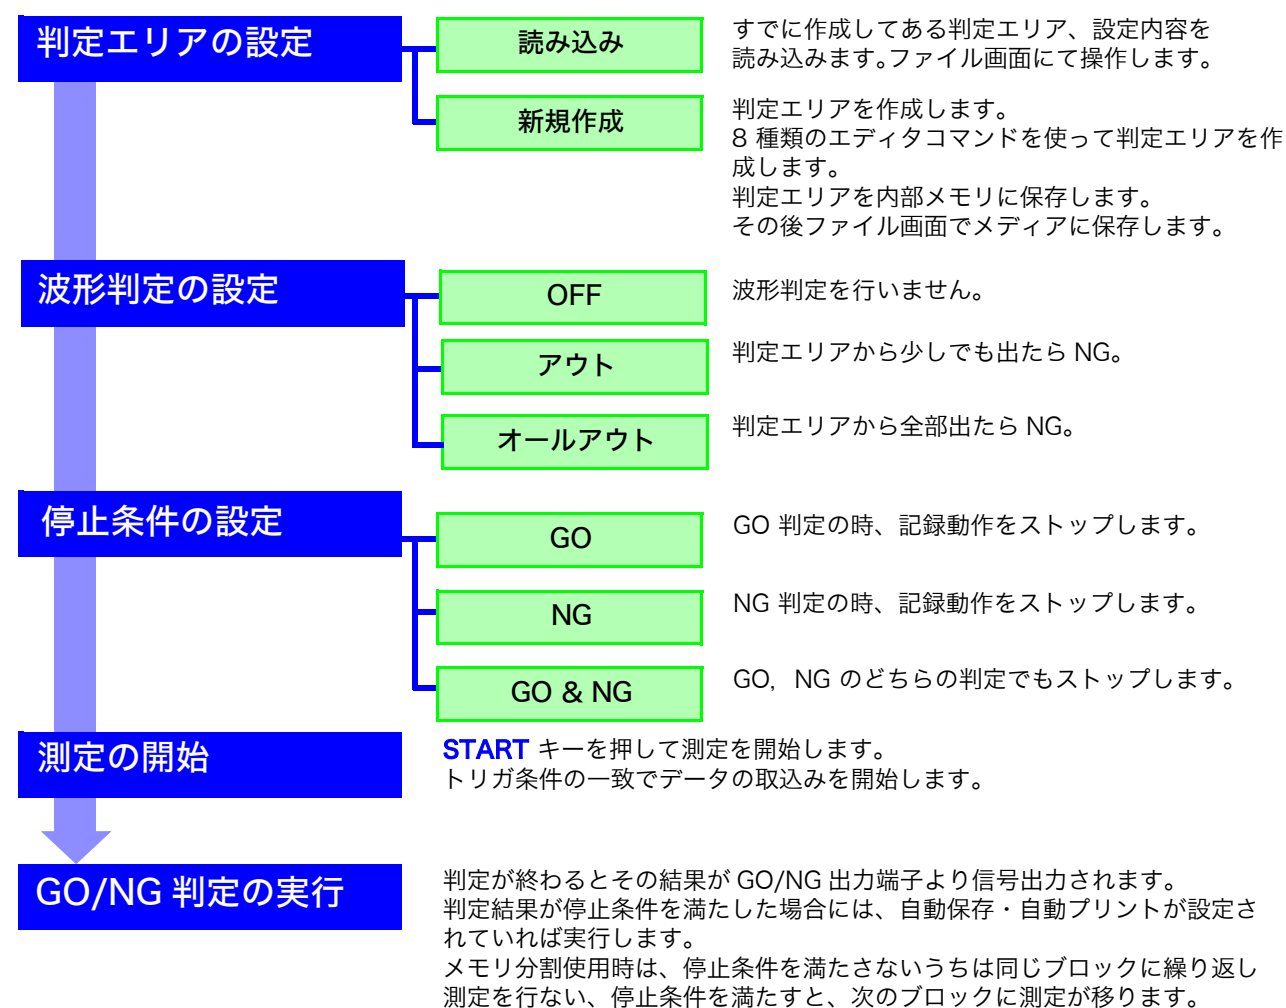 判定エリアの設定
読み込み
すでに作成してある判定エリア、設定内容を
読み込みます。ファイル画面にて操作します。
新規作成
判定エリアを作成します。
8 種類のエディタコマンドを使って判定エリアを作
成します。
判定エリアを内部メモリに保存します。
その後ファイル画面でメディアに保存します。
波形判定の設定
OFF
波形判定を行いません。
アウト
判定エリアから少しでも出たら NG。
オールアウト
判定エリアから全部出たら NG。
停止条件の設定
GO
GO 判定の時、記録動作をストップします。
NG
NG 判定の時、記録動作をストップします。
GO & NG
GO，NG のどちらの判定でもストップします。
測定の開始
START キーを押して測定を開始します。
トリガ条件の一致でデータの取込みを開始します。
GO/NG 判定の実行
判定が終わるとその結果が GO/NG 出力端子より信号出力されます。
判定結果が停止条件を満たした場合には、自動保存・自動プリントが設定さ
れていれば実行します。
メモリ分割使用時は、停止条件を満たさないうちは同じブロックに繰り返し
測定を行ない、停止条件を満たすと、次のブロックに測定が移ります。